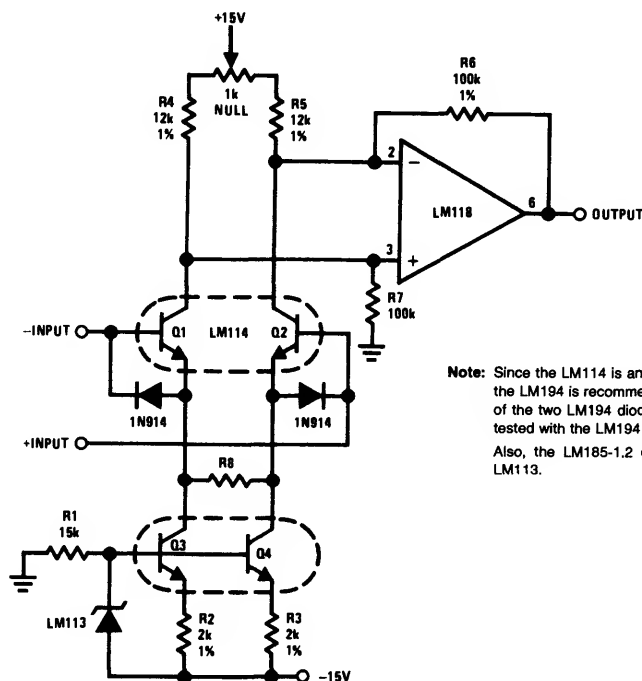 +15V
1k
NULL
R4
12k
1%
R5
12k
1%
R6
100k
1%
2
−
LM118
6
OUTPUT
3
+
R7
100k
−INPUT
Q1
LM114
Q2
1N914
1N914
+INPUT
R8
Note: Since the LM114 is an
the LM194 is recomme
of the two LM194 diod
tested with the LM194
Also, the LM185-1.2
LM113.
R1
15k
Q3
Q4
LM113
R2
2k
1%
R3
2k
1%
−15V